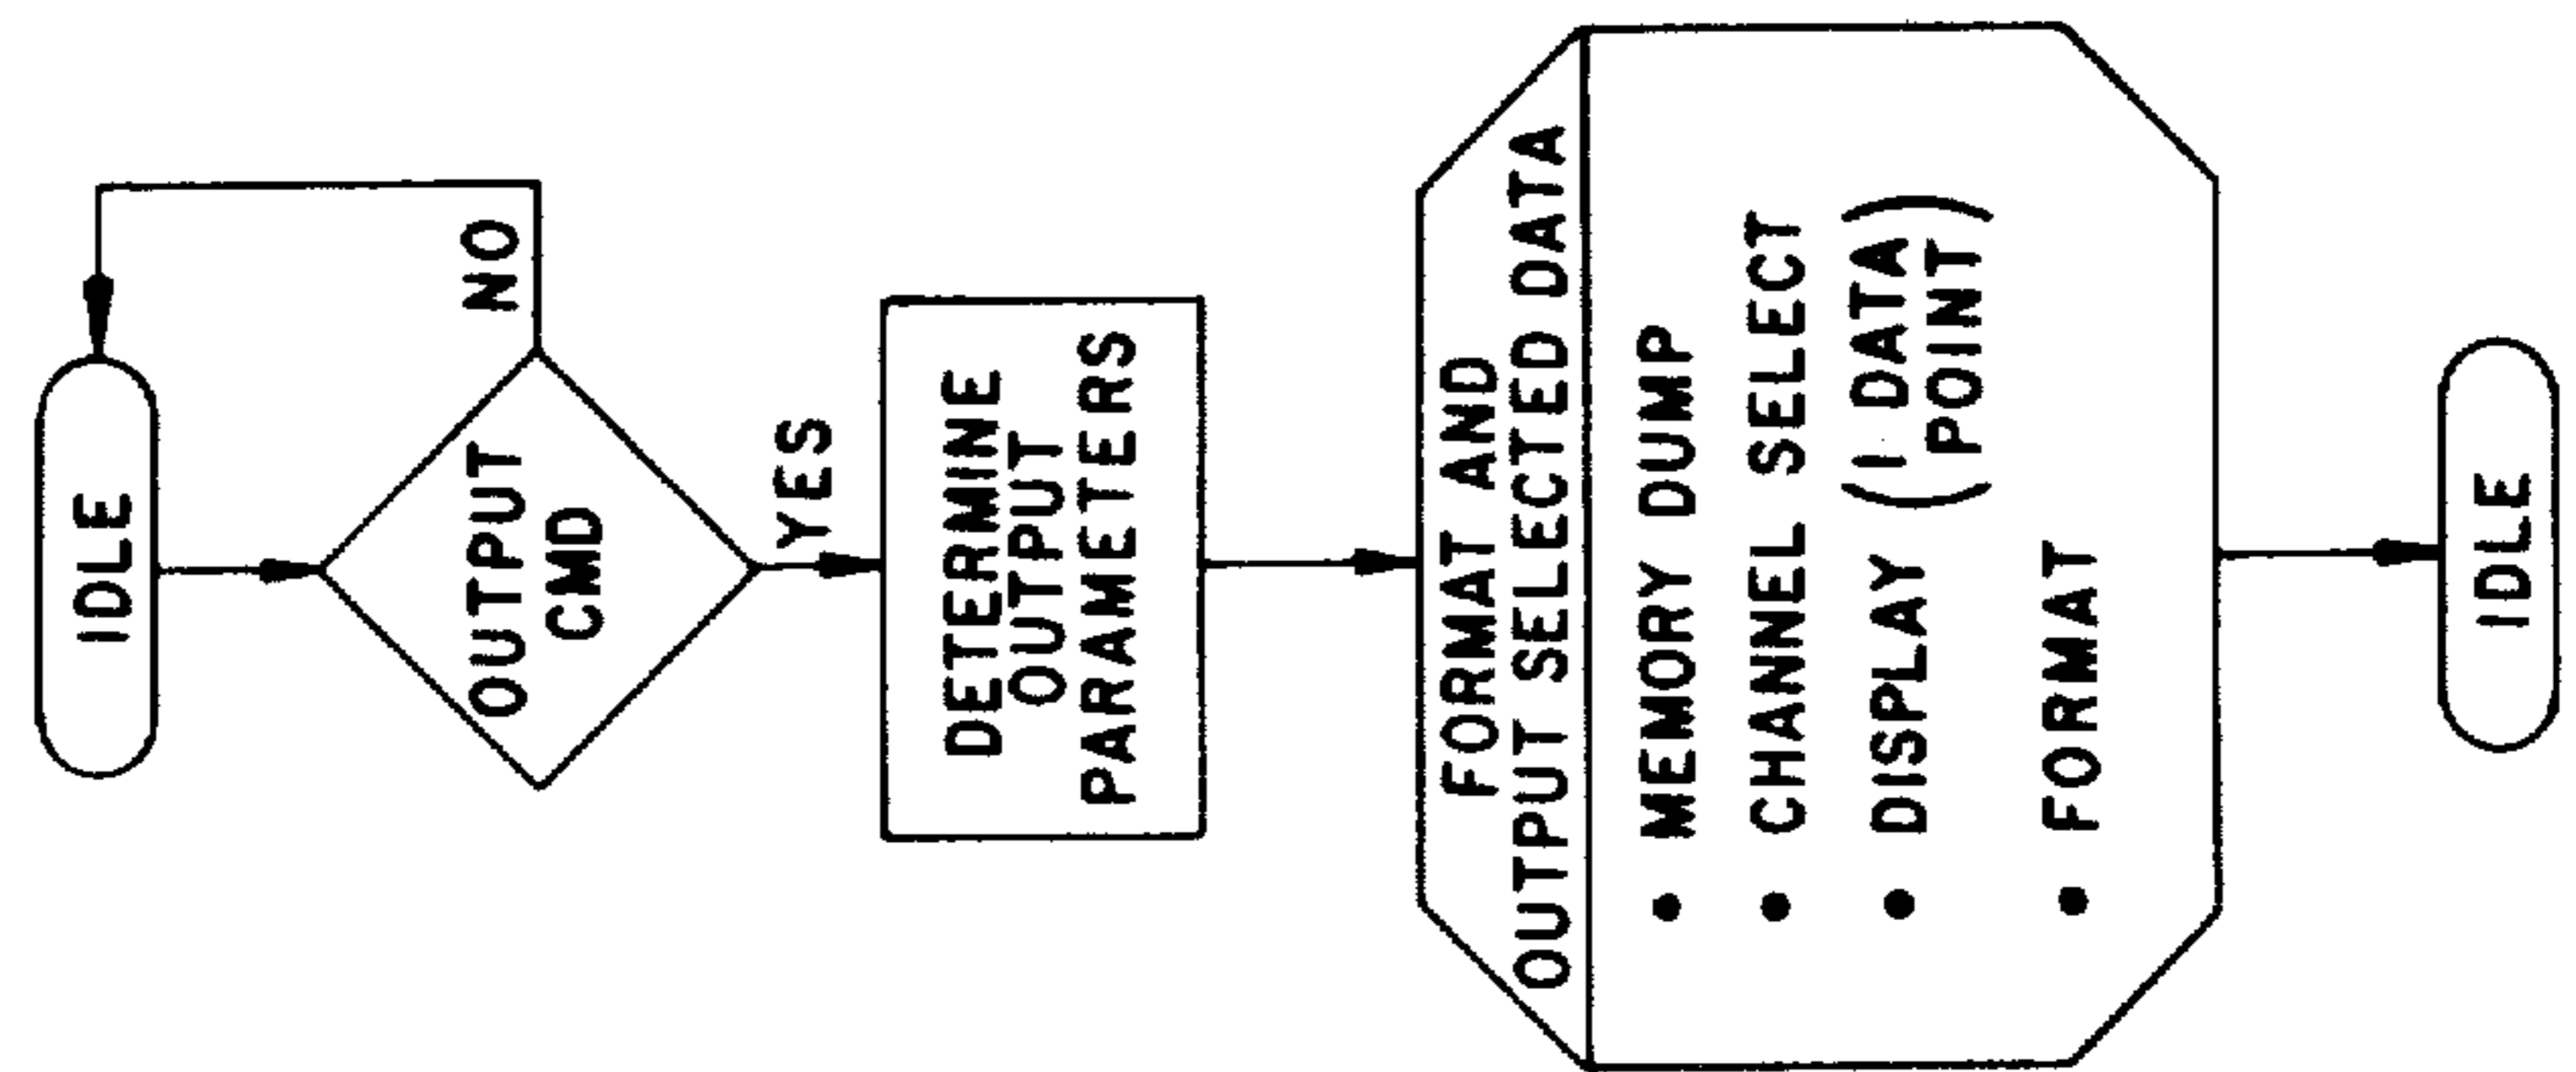 IDLE
OUTPUT
CMD
NO
YES
DETERMINE
OUTPUT
PARAMETERS
FORMAT AND
OUTPUT SELECTED DATA
• MEMORY DUMP
• CHANNEL SELECT
• DISPLAY (1 DATA
POINT)
• FORMAT
IDLE